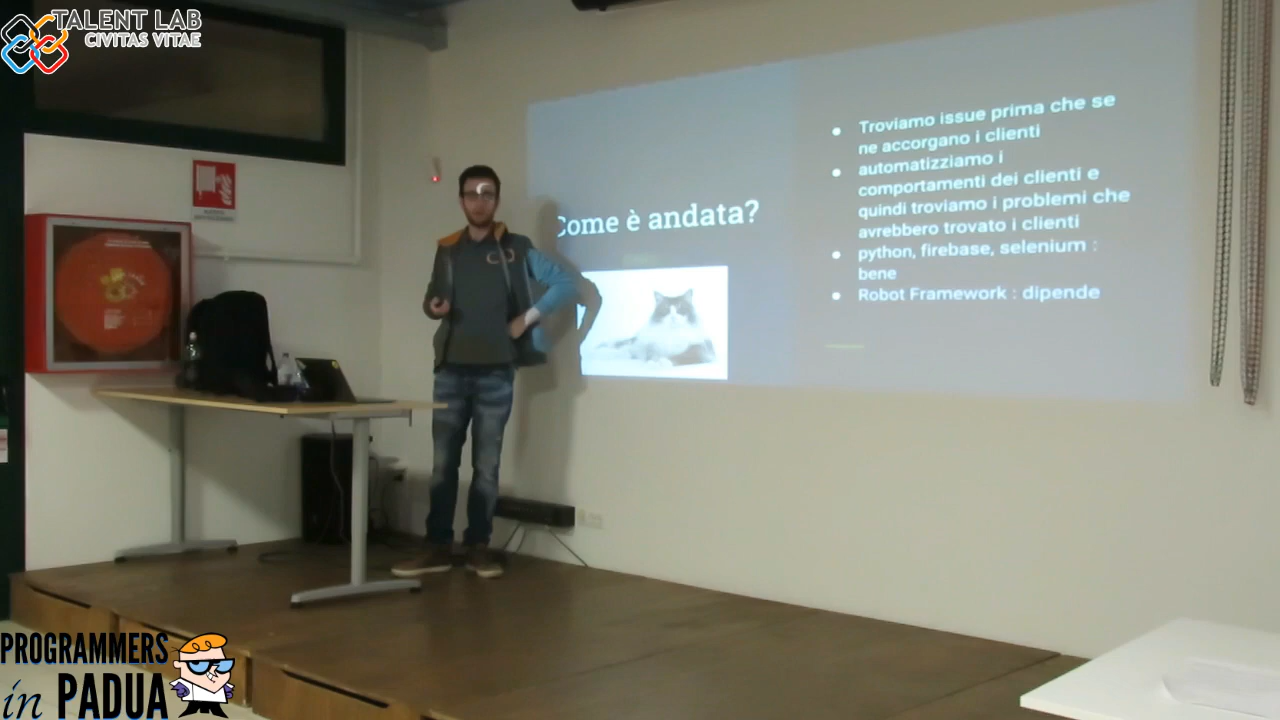 TALENT LAB
CIVITAS VITAE
Come è andata?
Troviamo issue prima che se
ne accorgano i clienti
automatizziamo i
comportamenti dei clienti e
quindi troviamo i problemi che
avrebbero trovato i clienti
python, firebase, selenium :
bene
Robot Framework : dipende
PROGRAMMERS
in PADUA